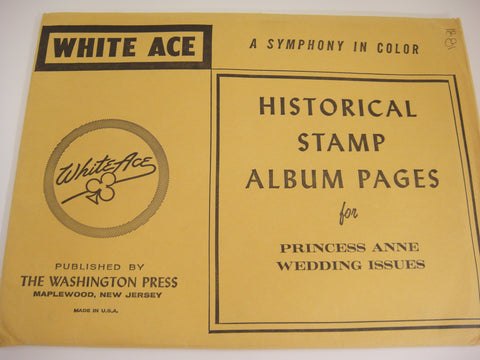 WHITE ACE
A SYMPHONY IN COLOR
HISTORICAL
STAMP
ALBUM PAGES
for
PRINCESS ANNE
WEDDING ISSUES
White Ace
PUBLISHED BY
THE WASHINGTON PRESS
MAPLEWOOD, NEW JERSEY
MADE IN U.S.A.